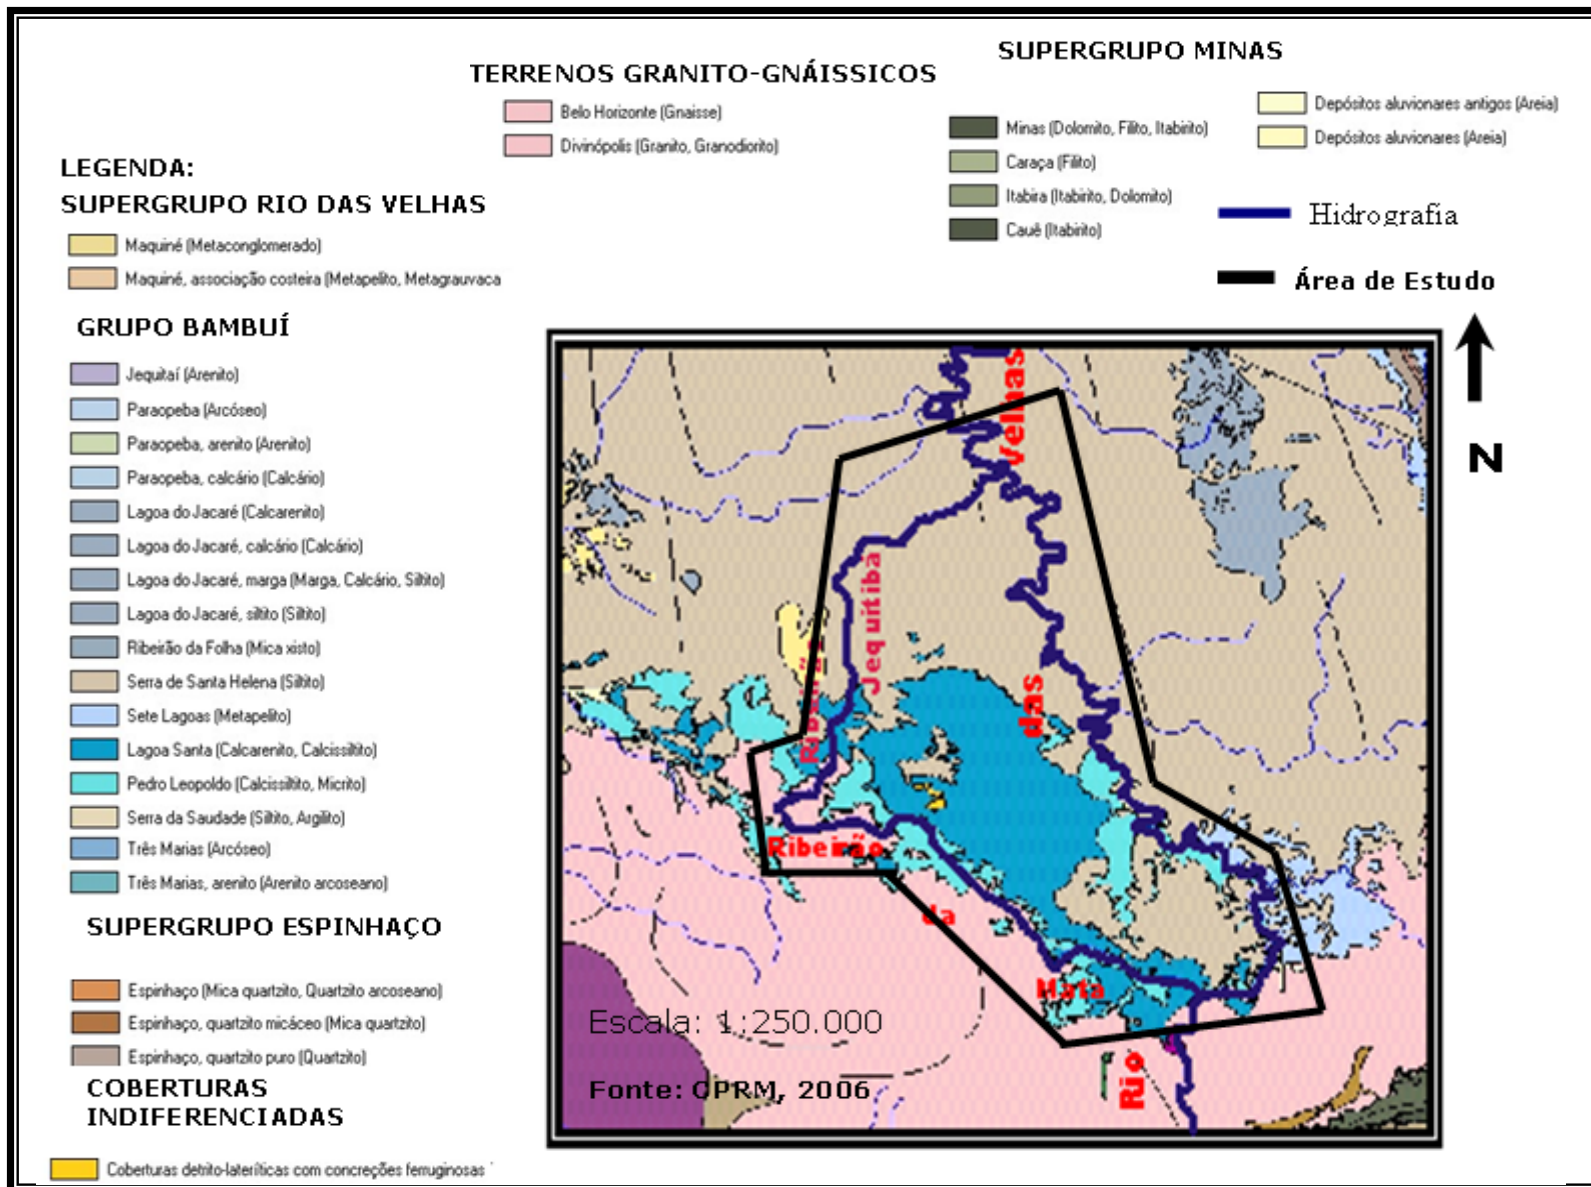 SUPERGRUPO MINAS
TERRENOS GRANITO-GNÁISSICOS
Belo Horizonte (Gnaisse)
Divinópolis (Granito, Granodiorito)
Minas (Dolomito, Filito, Itabirito)
Caraça (Filito)
Itabira (Itabirito, Dolomito)
Cauê (Itabirito)
Depósitos aluvionares antigos (Areia)
Depósitos aluvionares (Areia)
Hidrografia
Área de Estudo
N
LEGENDA:
SUPERGRUPO RIO DAS VELHAS
Maquiné (Metaconglomerado)
Maquiné, associação costeira (Metapelito, Metagrauvaca
GRUPO BAMBUÍ
Jequitaí (Arenito)
Paraopeba (Arcóseo)
Paraopeba, arenito (Arenito)
Paraopeba, calcário (Calcário)
Lagoa do Jacaré (Calcarenito)
Lagoa do Jacaré, calcário (Calcário)
Lagoa do Jacaré, marga (Marga, Calcário, Siltito)
Lagoa do Jacaré, siltito (Siltito)
Ribeirão da Folha (Mica xisto)
Serra de Santa Helena (Siltito)
Sete Lagoas (Metapelito)
Lagoa Santa (Calcarenito, Calcissiltito)
Pedro Leopoldo (Calcissiltito, Micrito)
Serra da Saudade (Siltito, Argilito)
Três Marias (Arcóseo)
Três Marias, arenito (Arenito arcoseano)
SUPERGRUPO ESPINHAÇO
Espinhaço (Mica quartzito, Quartzito arcoseano)
Espinhaço, quartzito micáceo (Mica quartzito)
Espinhaço, quartzito puro (Quartzito)
COBERTURAS
INDIFERENCIADAS
Coberturas detrito-lateríticas com concreções ferruginosas
Velhas
das
Rio
Ribeirão
Jequitibà
Ribeirão
da
Mata
Escala: 1:250.000
Fonte: CPRM, 2006